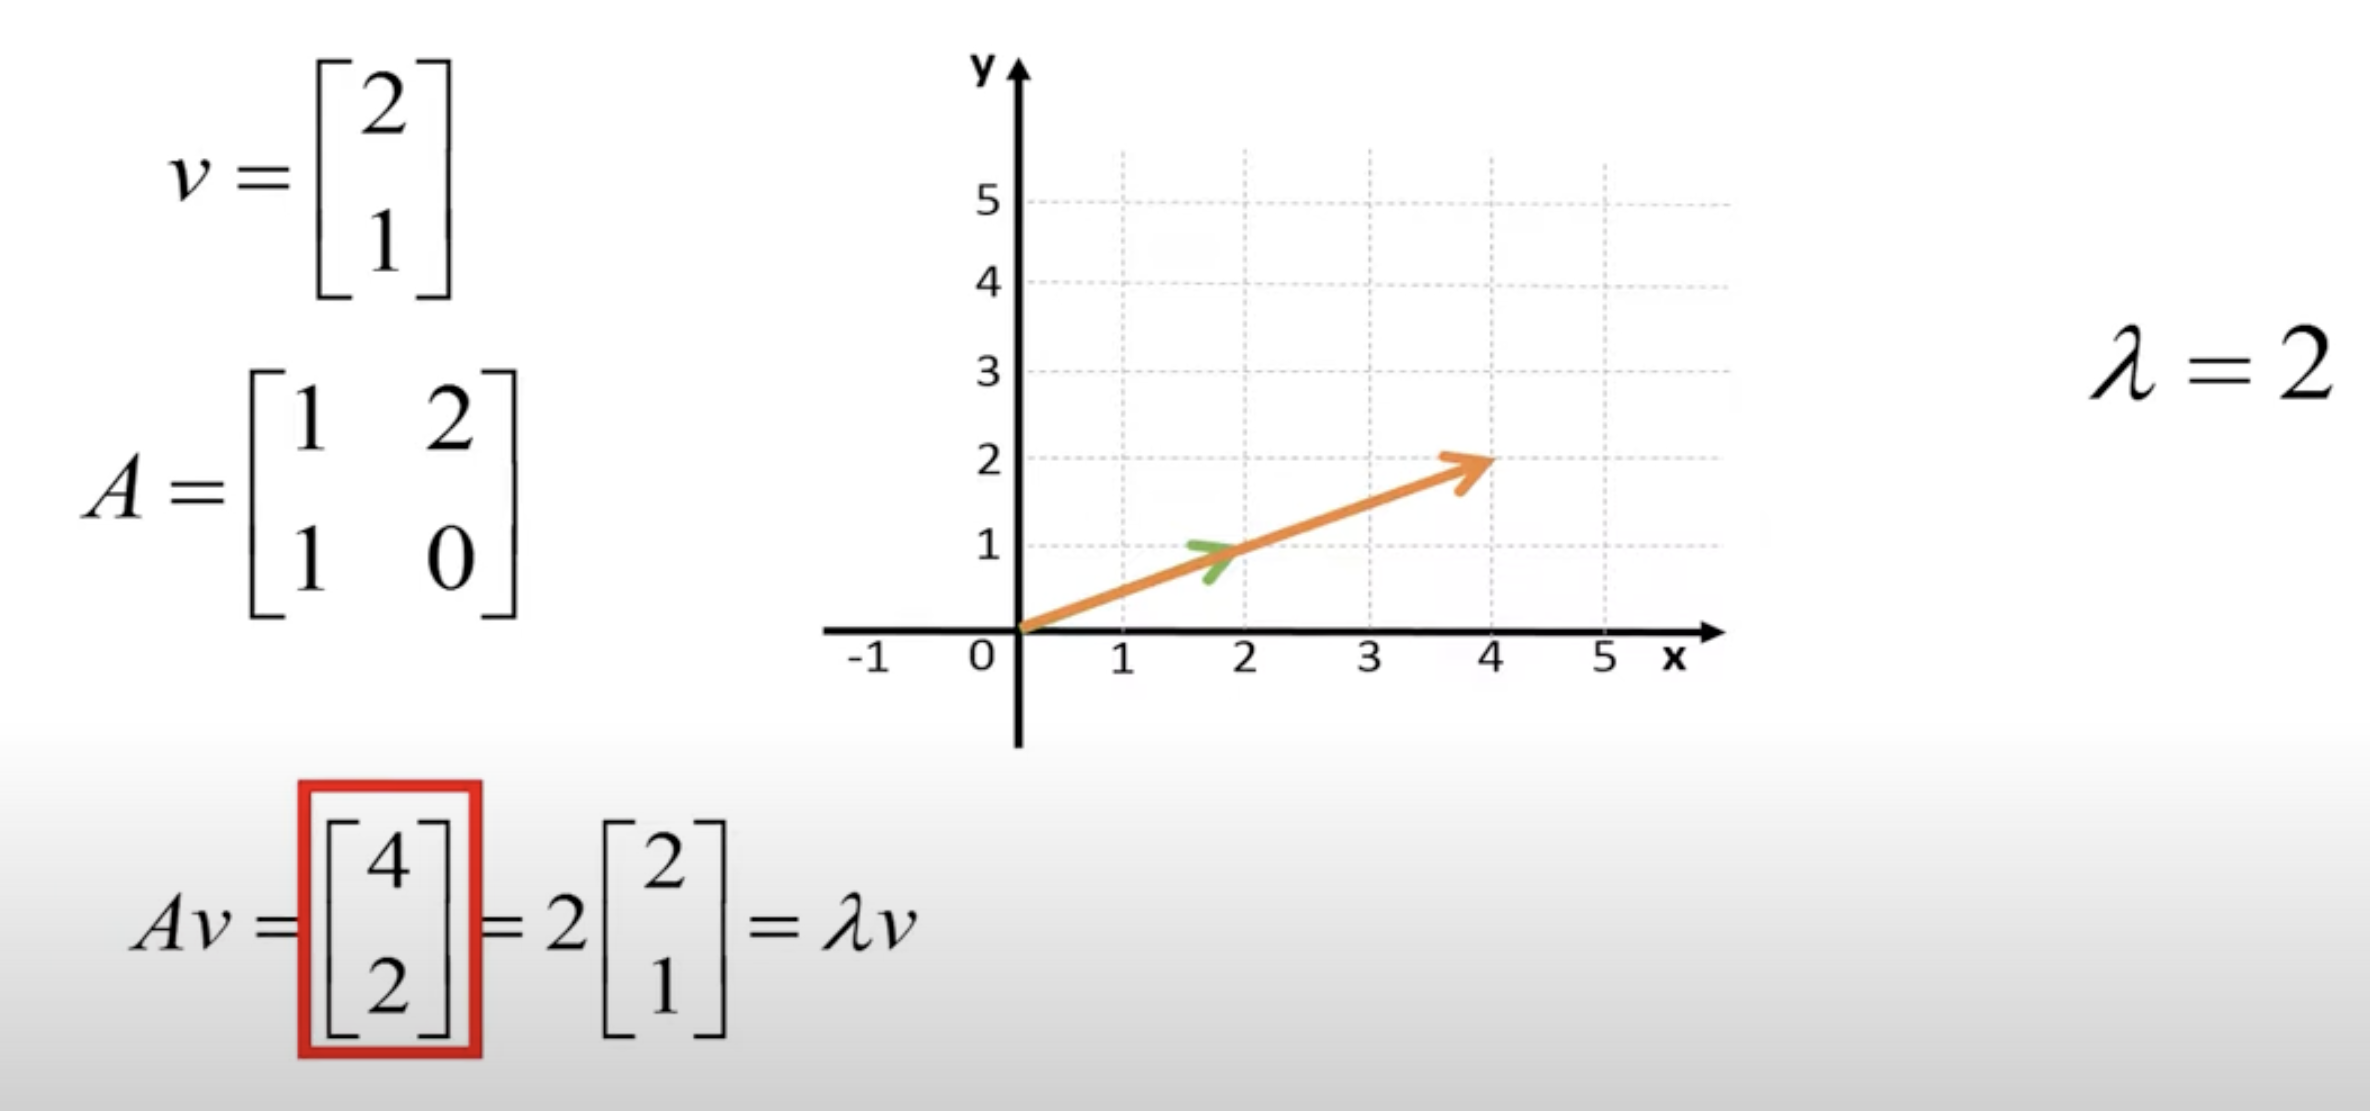 v = [2
1]
A = [1 2
1 0]
y
5
4
3
2
1
-1 0 1 2 3 4 5 x
λ = 2
Av = [4
2] = 2 [2
1] = λv